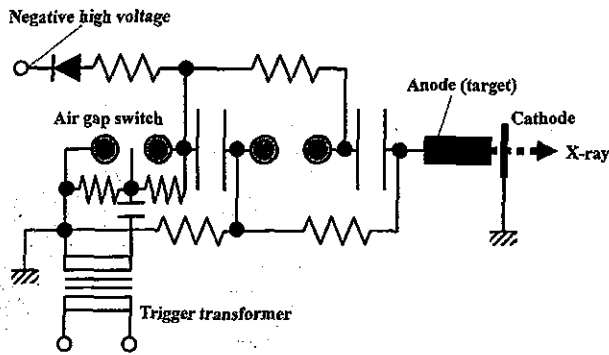 Negative high voltage
Anode (target)
Air gap switch
Cathode
X-ray
Trigger transformer